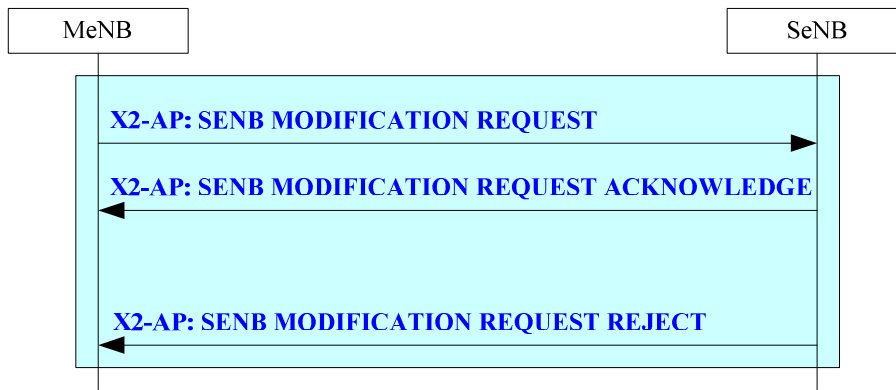 MeNB
SeNB
X2-AP: SENB MODIFICATION REQUEST
X2-AP: SENB MODIFICATION REQUEST ACKNOWLEDGE
X2-AP: SENB MODIFICATION REQUEST REJECT